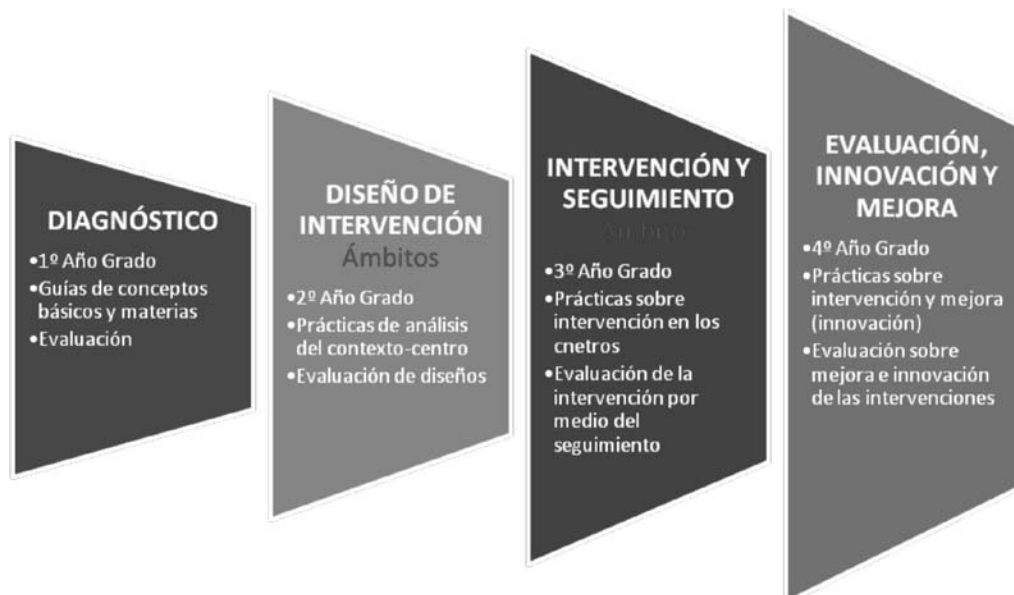 DIAGNÓSTICO
•1º Año Grado
•Guías de conceptos
básicos y materias
•Evaluación
DISEÑO DE
INTERVENCIÓN
Ámbitos
•2º Año Grado
•Prácticas de análisis
del contexto-centro
•Evaluación de diseños
INTERVENCIÓN Y
SEGUIMIENTO
•3º Año Grado
•Prácticas sobre
intervención en los
cnetros
•Evaluación de la
intervención por
medio del
seguimiento
EVALUACIÓN,
INNOVACIÓN Y
MEJORA
•4º Año Grado
•Prácticas sobre
intervención y mejora
(innovación)
•Evaluación sobre
mejora e innovación
de las intervenciones